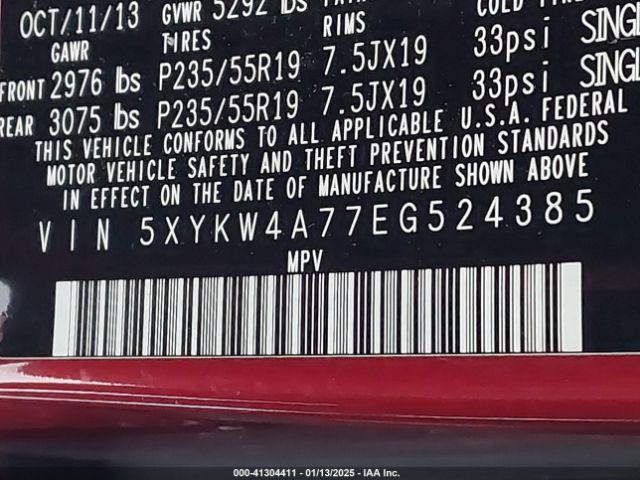 OCT/11/13 GVWR 5292 lbs
GAWR TIRES RIMS COLD
FRONT 2976 lbs P235/55R19 7.5JX19 33psi SINGL
REAR 3075 lbs P235/55R19 7.5JX19 33psi SINGL
THIS VEHICLE CONFORMS TO ALL APPLICABLE U.S.A. FEDERAL
MOTOR VEHICLE SAFETY AND THEFT PREVENTION STANDARDS
IN EFFECT ON THE DATE OF MANUFACTURE SHOWN ABOVE
VIN 5XYKW4A77EG524385
MPV
000-41304411 - 01/13/2025 - IAA Inc.